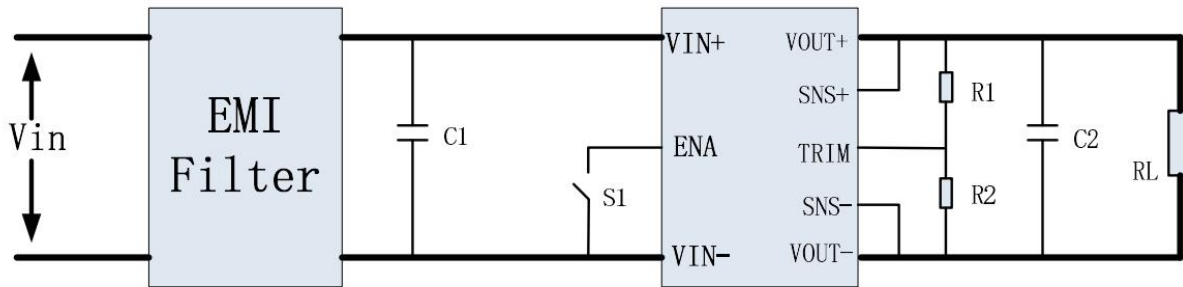 Vin
EMI
Filter
C1
S1
VIN+
ENA
VIN-
VOUT+
SNS+
TRIM
SNS-
VOUT-
R1
R2
C2
RL